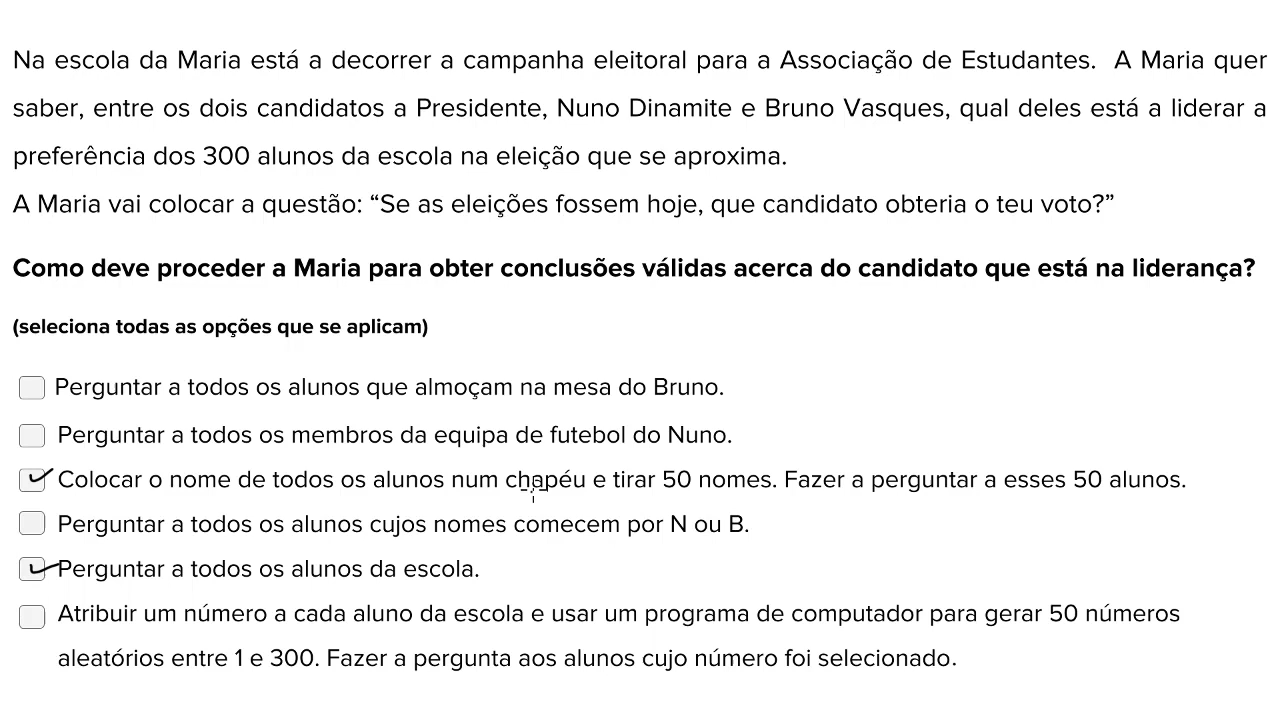 Na escola da Maria está a decorrer a campanha eleitoral para a Associação de Estudantes. A Maria quer
saber, entre os dois candidatos a Presidente, Nuno Dinamite e Bruno Vasques, qual deles está a liderar a
preferência dos 300 alunos da escola na eleição que se aproxima.
A Maria vai colocar a questão: “Se as eleições fossem hoje, que candidato obteria o teu voto?”
Como deve proceder a Maria para obter conclusões válidas acerca do candidato que está na liderança?
(seleciona todas as opções que se aplicam)
Perguntar a todos os alunos que almoçam na mesa do Bruno.
Perguntar a todos os membros da equipa de futebol do Nuno.
Colocar o nome de todos os alunos num chapéu e tirar 50 nomes. Fazer a perguntar a esses 50 alunos.
Perguntar a todos os alunos cujos nomes comecem por N ou B.
Perguntar a todos os alunos da escola.
Atribuir um número a cada aluno da escola e usar um programa de computador para gerar 50 números
aleatórios entre 1 e 300. Fazer a pergunta aos alunos cujo número foi selecionado.